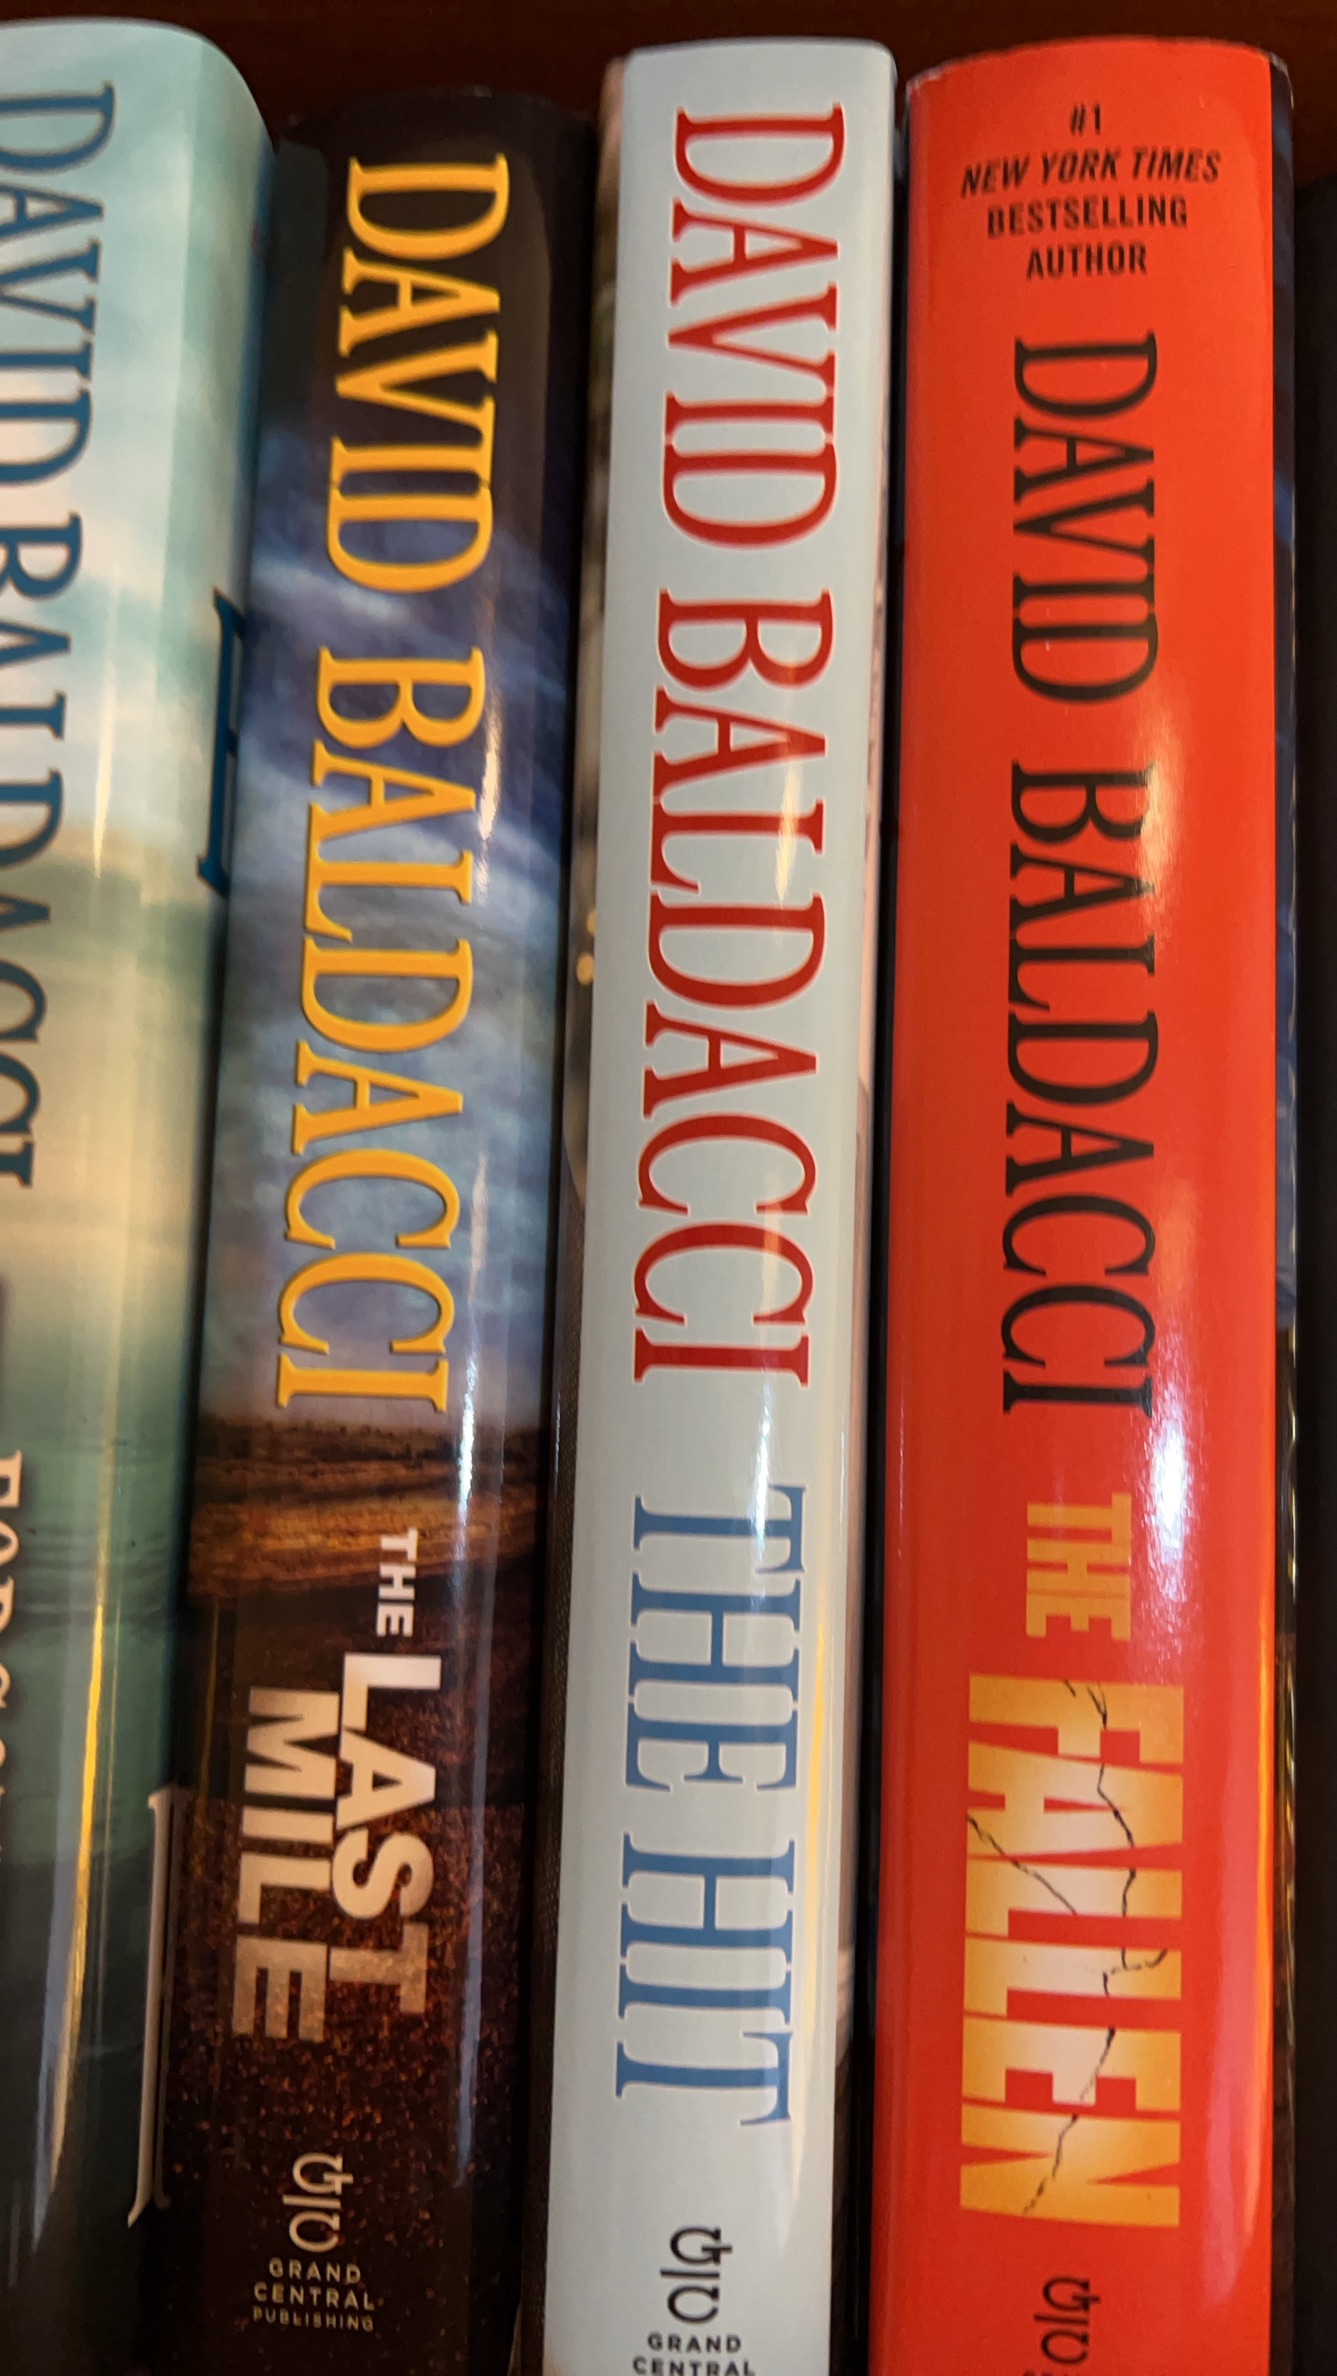 DAVID BALDACCI
DAVID BALDACCI
THE
LAST
MILE
GRAND
CENTRAL
PUBLISHING
DAVID BALDACCI THE HIT
GRAND
CENTRAL
#1
NEW YORK TIMES
BESTSELLING
AUTHOR
DAVID BALDACCI
THE
FALLEN